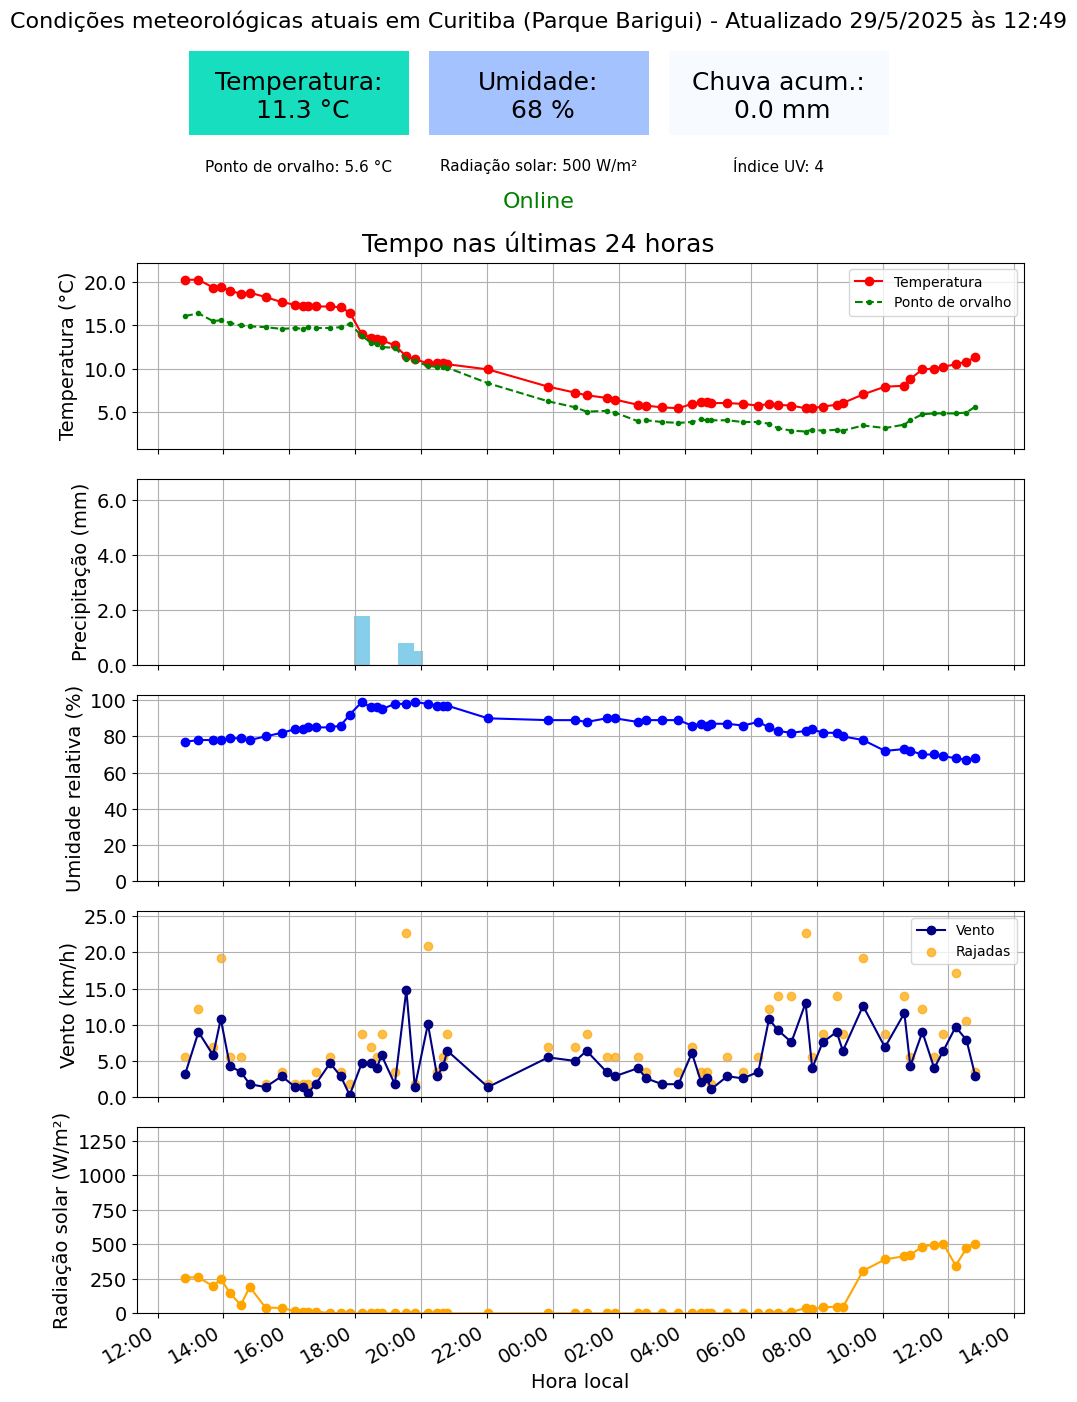 Condições meteorológicas atuais em Curitiba (Parque Barigui) - Atualizado 29/5/2025 às 12:49
Temperatura:
11.3 °C
Umidade:
68 %
Chuva acum.:
0.0 mm
Ponto de orvalho: 5.6 °C
Radiação solar: 500 W/m²
Índice UV: 4
Online
Tempo nas últimas 24 horas
Temperatura (°C)
20.0
15.0
10.0
5.0
Temperatura
Ponto de orvalho
Precipitação (mm)
6.0
4.0
2.0
0.0
Umidade relativa (%)
100
80
60
40
20
0
Vento (km/h)
25.0
20.0
15.0
10.0
5.0
0.0
Vento
Rajadas
Radiação solar (W/m²)
1250
1000
750
500
250
0
12:00
14:00
16:00
18:00
20:00
22:00
00:00
02:00
04:00
06:00
08:00
10:00
12:00
14:00
Hora local